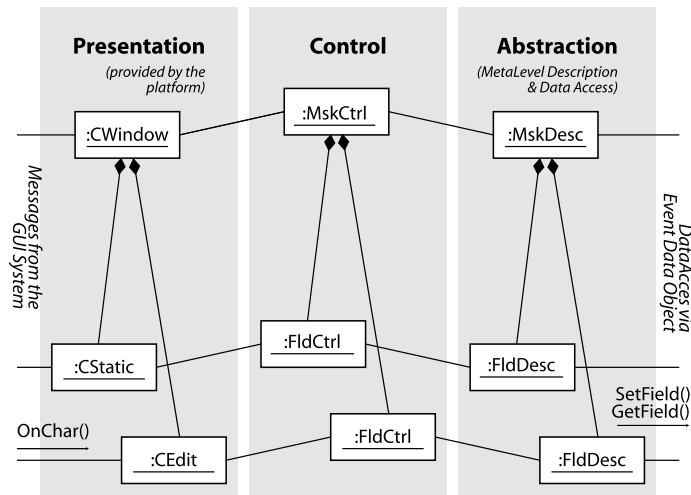 Presentation
(provided by the
platform)
Control
Abstraction
(MetaLevel Description
& Data Access)
:CWindow
:MskCtrl
:MskDesc
Messages from the
GUI System
DataAcces via
Event Data Object
:CStatic
:FldCtrl
:FldDesc
OnChar()
SetField()
GetField()
:CEdit
:FldCtrl
:FldDesc